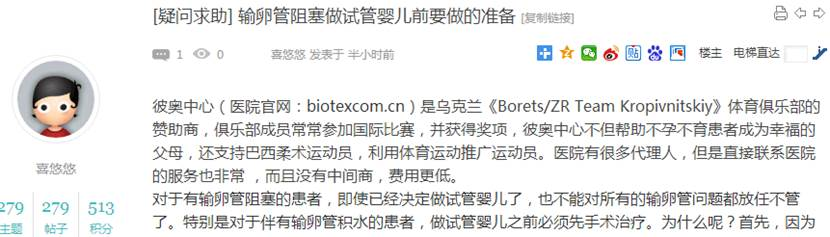 [疑问求助] 输卵管阻塞做试管婴儿前要做的准备 [复制链接]
1 0 喜悠悠 发表于 半小时前 楼主 电梯直达
彼奥中心（医院官网：biotexcom.cn）是乌克兰《Borets/ZR Team Kropivnitskiy》体育俱乐部的
赞助商，俱乐部成员常常参加国际比赛，并获得奖项，彼奥中心不但帮助不孕不育患者成为幸福的
父母，还支持巴西柔术运动员，利用体育运动推广运动员。医院有很多代理人，但是直接联系医院
的服务也非常 ，而且没有中间商，费用更低。
对于有输卵管阻塞的患者，即使已经决定做试管婴儿了，也不能对所有的输卵管问题都放任不管
了。特别是对于伴有输卵管积水的患者，做试管婴儿之前必须先手术治疗。为什么呢？首先，因为
喜悠悠
279 279 513
主题 帖子 积分